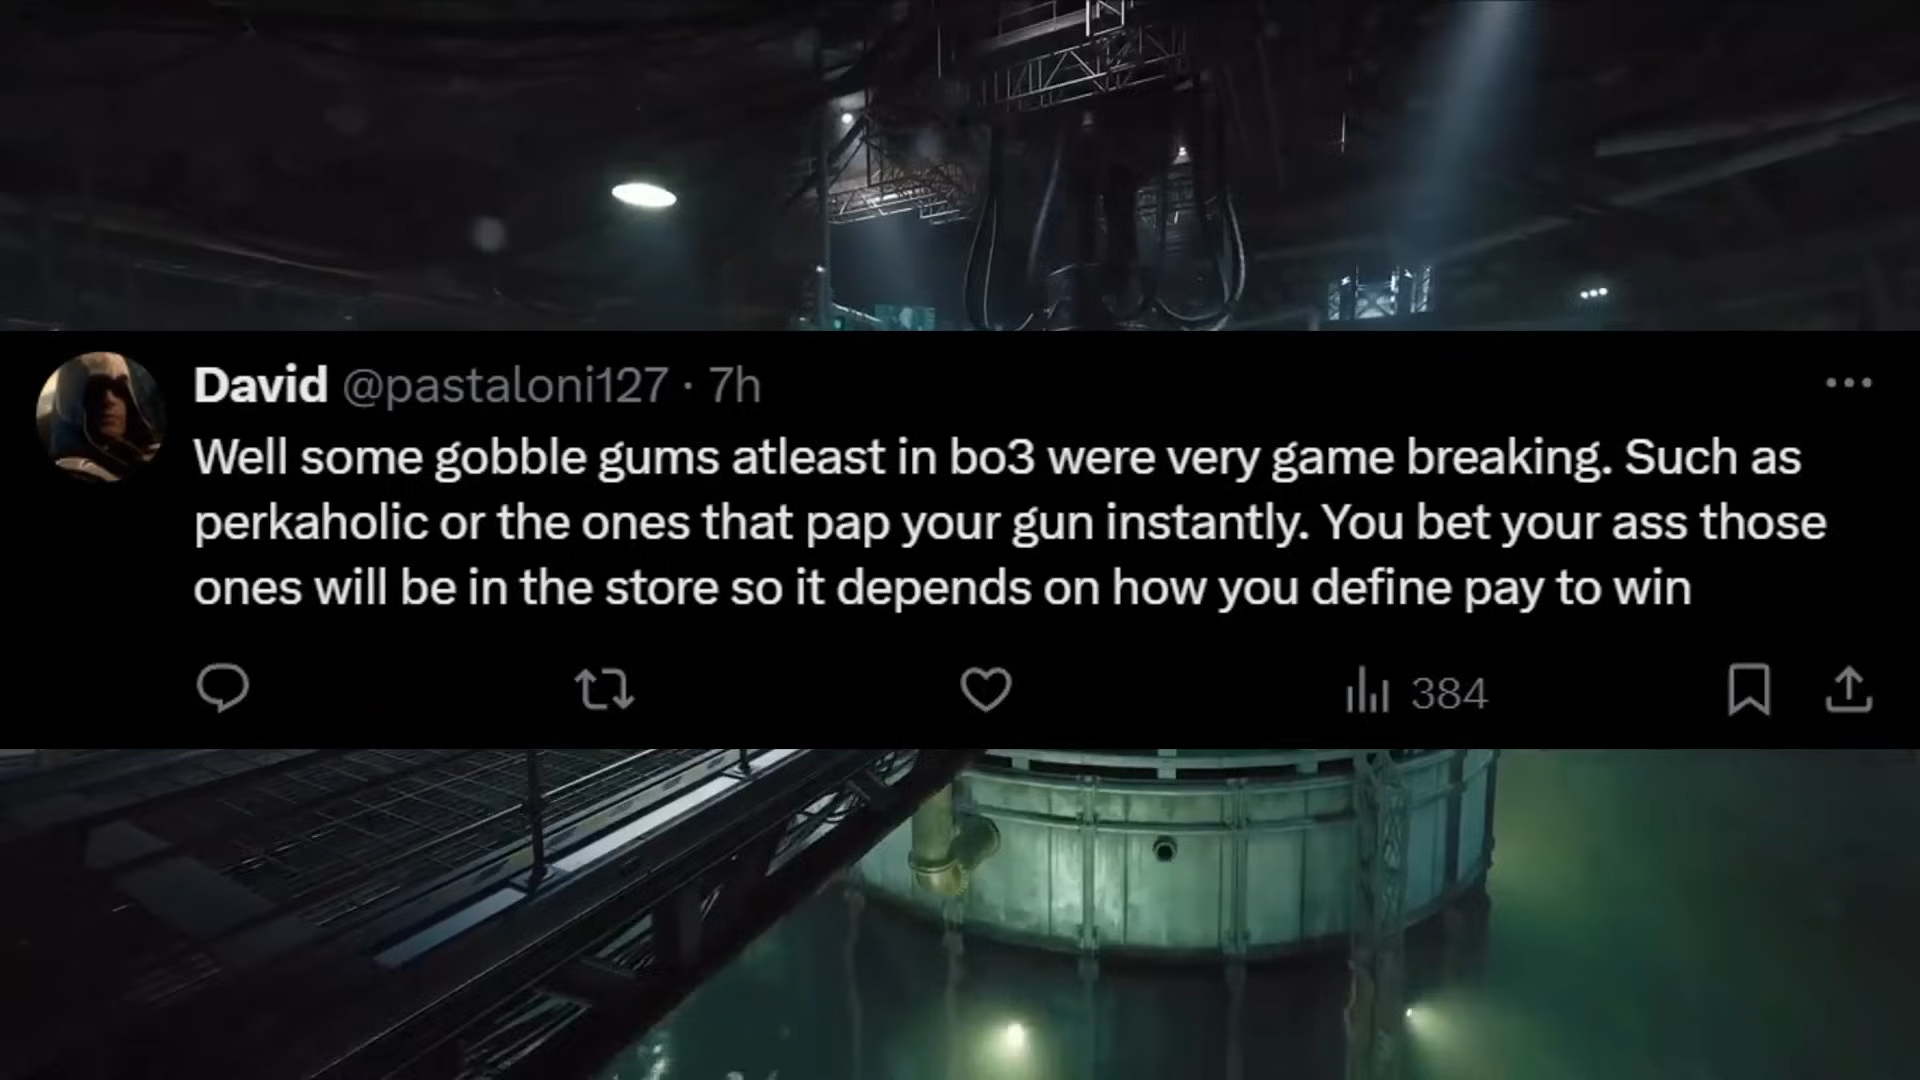 David @pastaloni127 · 7h
Well some gobble gums atleast in bo3 were very game breaking. Such as
perkaholic or the ones that pap your gun instantly. You bet your ass those
ones will be in the store so it depends on how you define pay to win
384